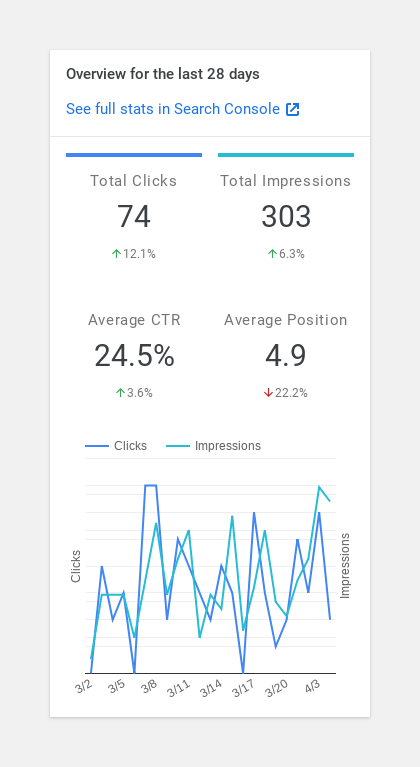 Overview for the last 28 days
See full stats in Search Console
Total Clicks
74
12.1%
Total Impressions
303
6.3%
Average CTR
24.5%
3.6%
Average Position
4.9
22.2%
Clicks
Impressions
Clicks
Impressions
3/2
3/5
3/8
3/11
3/14
3/17
3/20
4/3